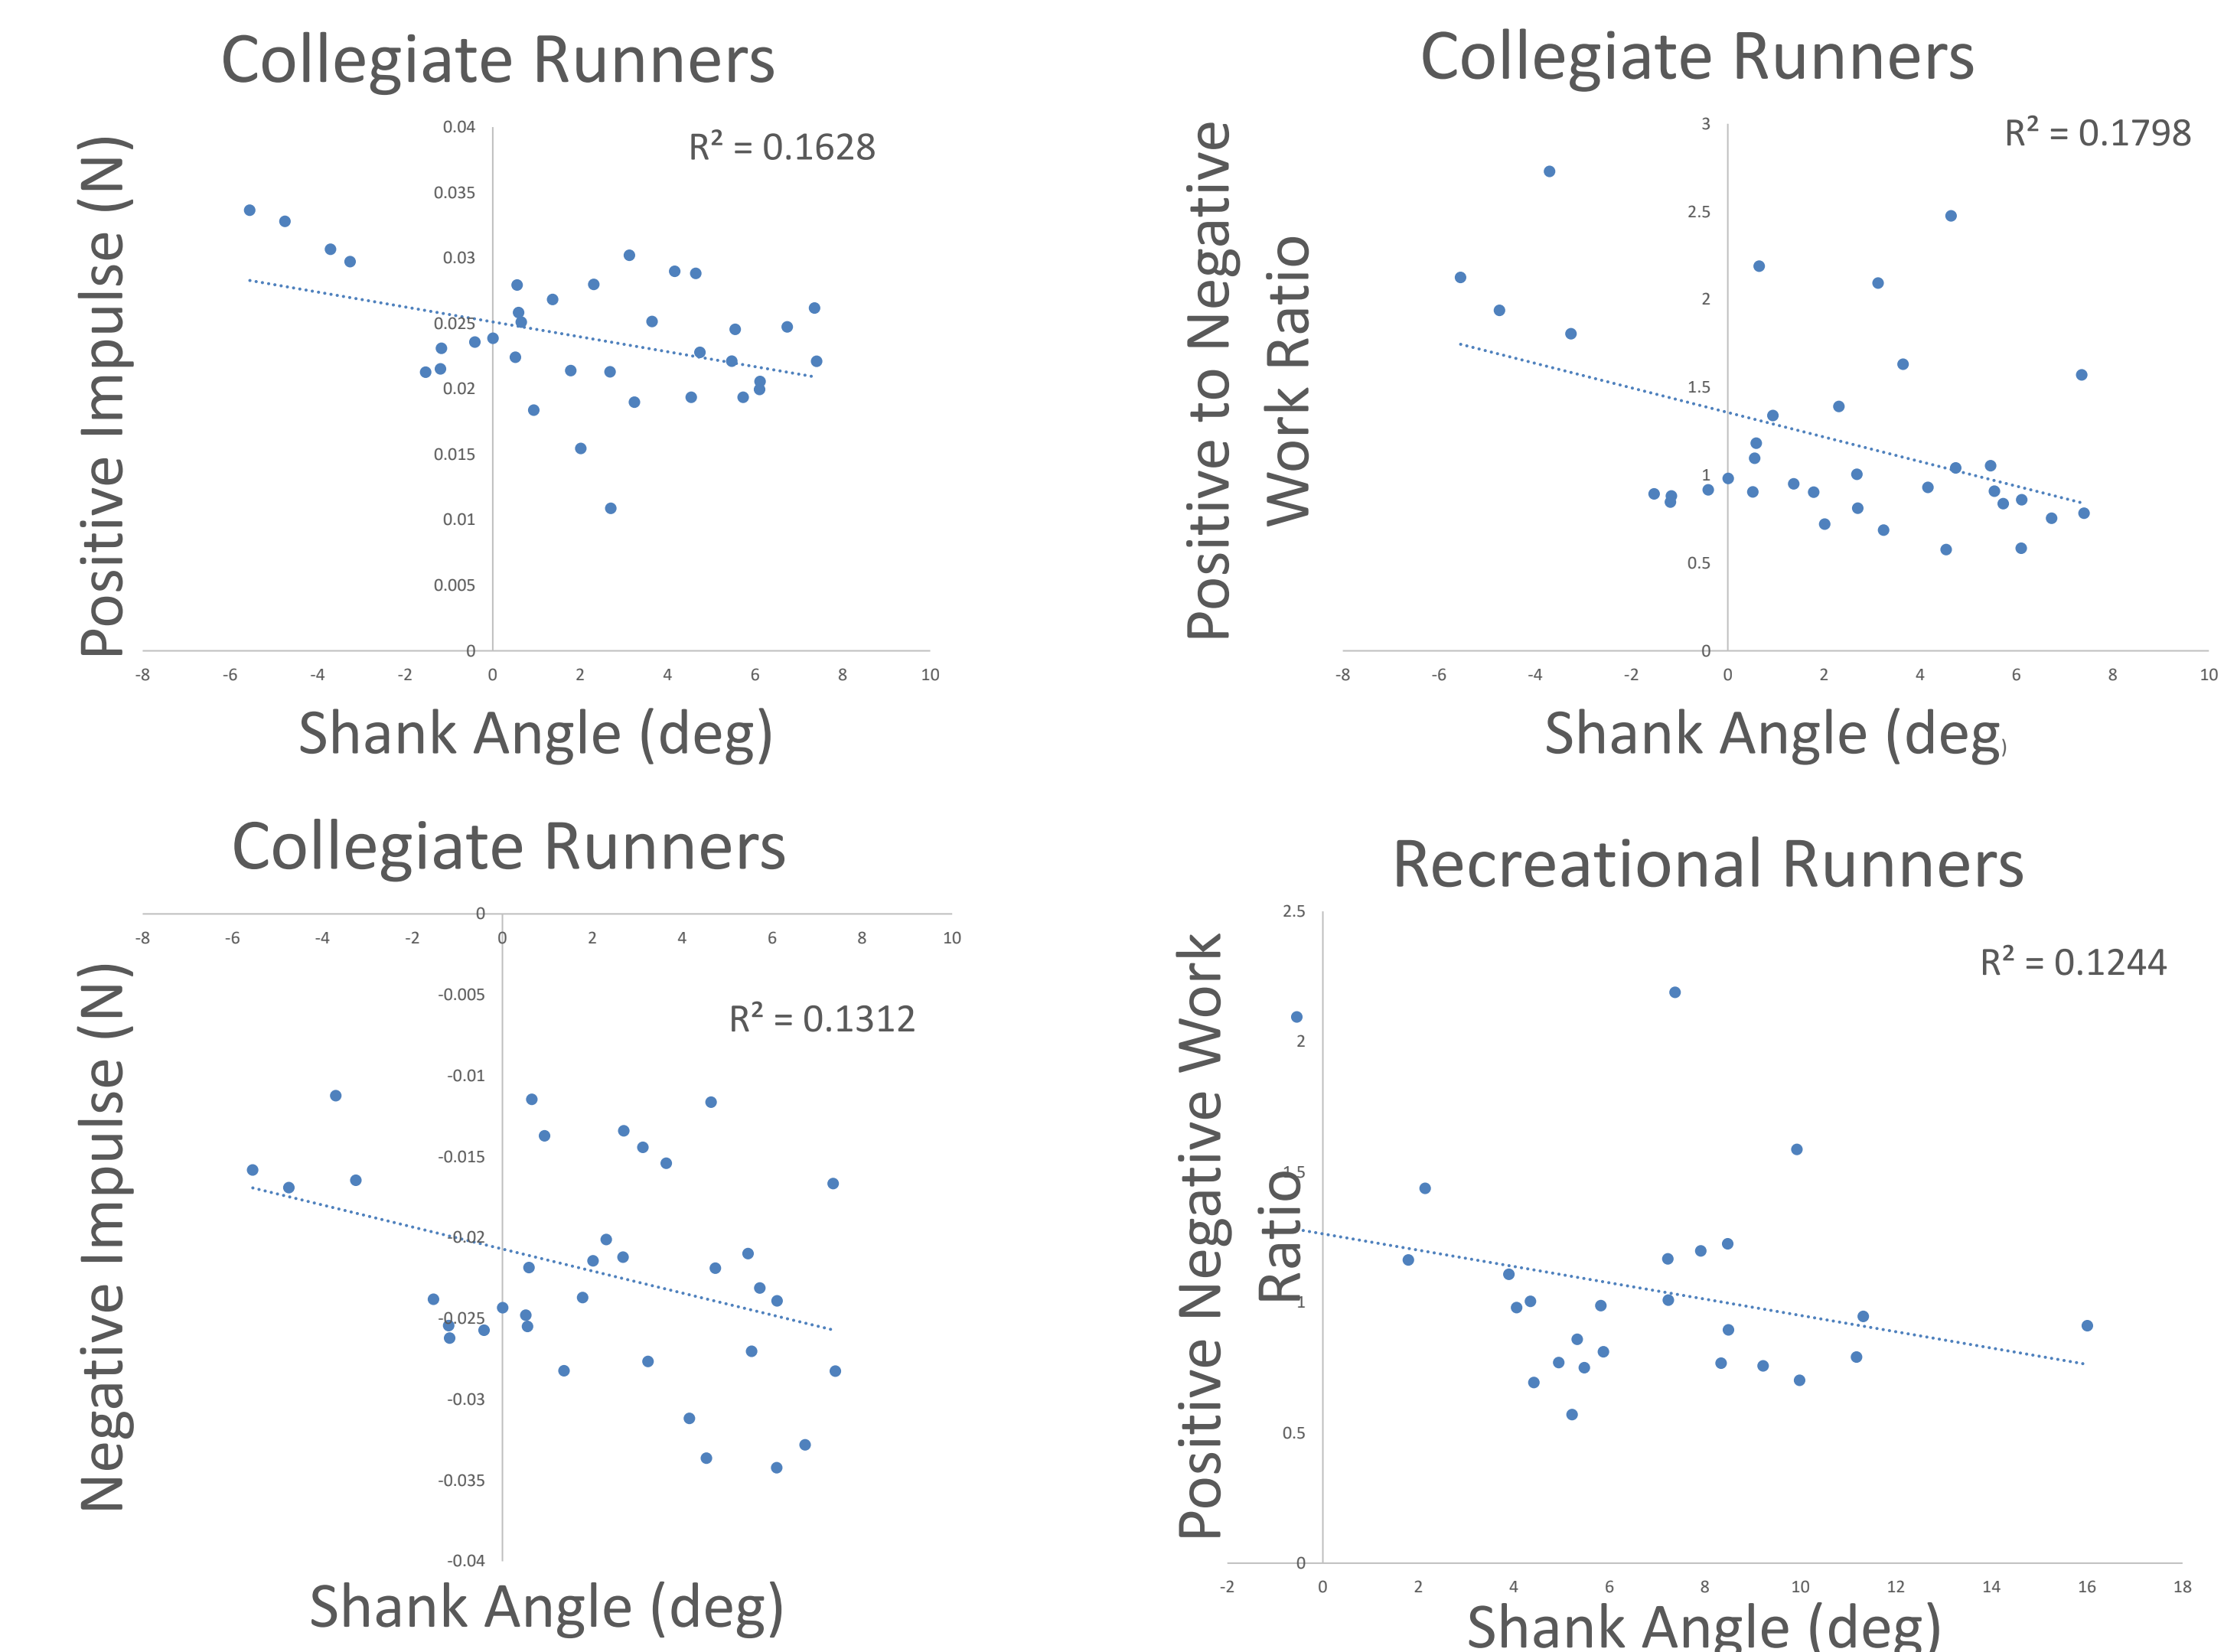 Collegiate Runners
R² = 0.1628
Positive Impulse (N)
0.04
0.035
0.03
0.025
0.02
0.015
0.01
0.005
0
-8 -6 -4 -2 0 2 4 6 8 10
Shank Angle (deg)
Collegiate Runners
R² = 0.1798
Positive to Negative
Work Ratio
3
2.5
2
1.5
1
0.5
0
-8 -6 -4 -2 0 2 4 6 8 10
Shank Angle (deg)
Collegiate Runners
0
-8 -6 -4 -2 0 2 4 6 8 10
R² = 0.1312
Negative Impulse (N)
-0.005
-0.01
-0.015
-0.02
-0.025
-0.03
-0.035
-0.04
Shank Angle (deg)
Recreational Runners
R² = 0.1244
Positive Negative Work
Ratio
2.5
2
1.5
1
0.5
0
-2 0 2 4 6 8 10 12 14 16 18
Shank Angle (deg)